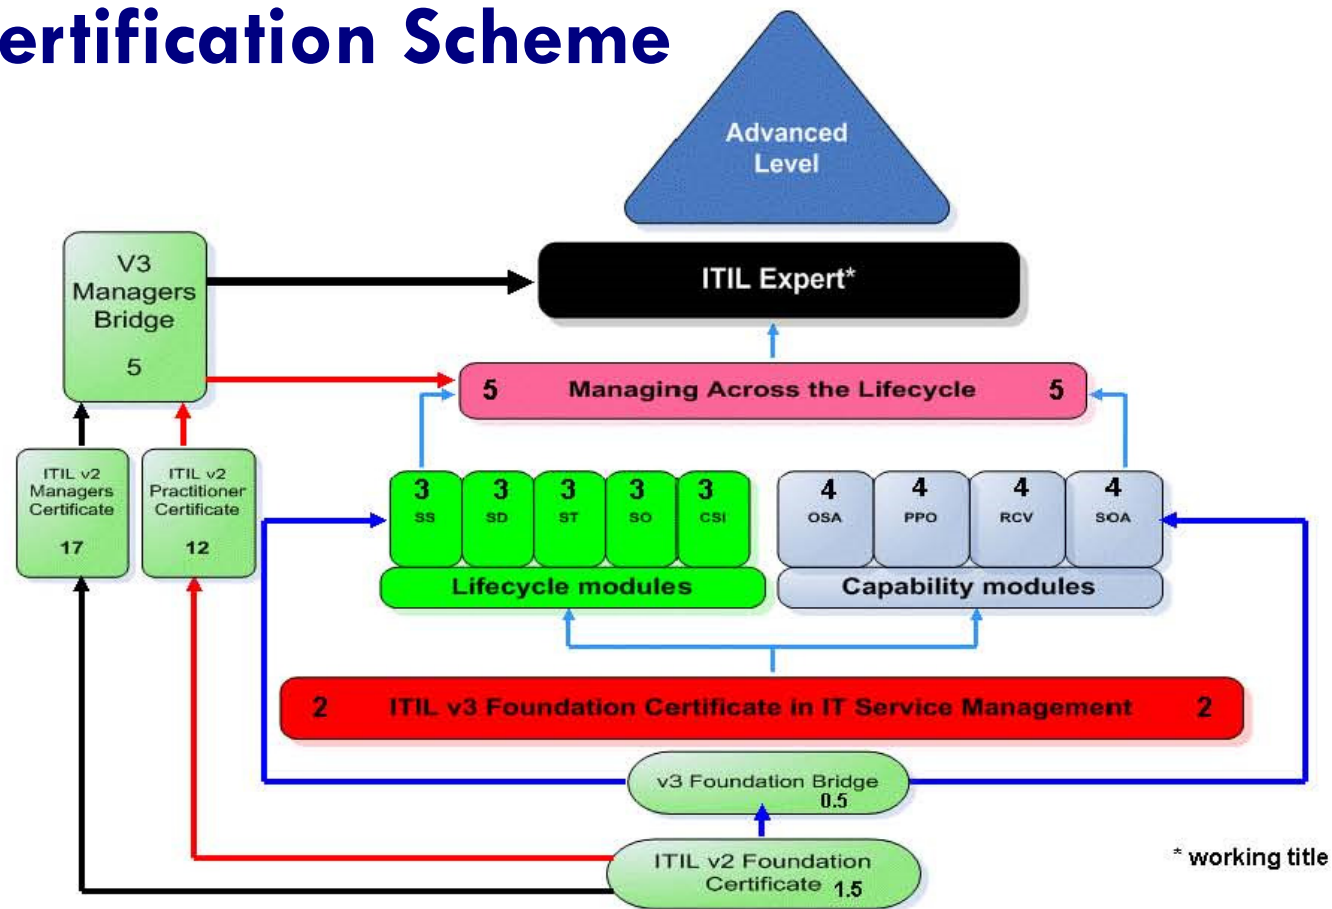 ertification Scheme
Advanced
Level
V3
Managers
Bridge
5
ITIL Expert*
5 Managing Across the Lifecycle 5
ITIL v2
Managers
Certificate
17
ITIL v2
Practitioner
Certificate
12
3 3 3 3 3
SS SD ST SO CSI
Lifecycle modules
4 4 4 4
OSA PPO RCV SOA
Capability modules
2 ITIL v3 Foundation Certificate in IT Service Management 2
v3 Foundation Bridge
0.5
ITIL v2 Foundation
Certificate 1.5
* working title